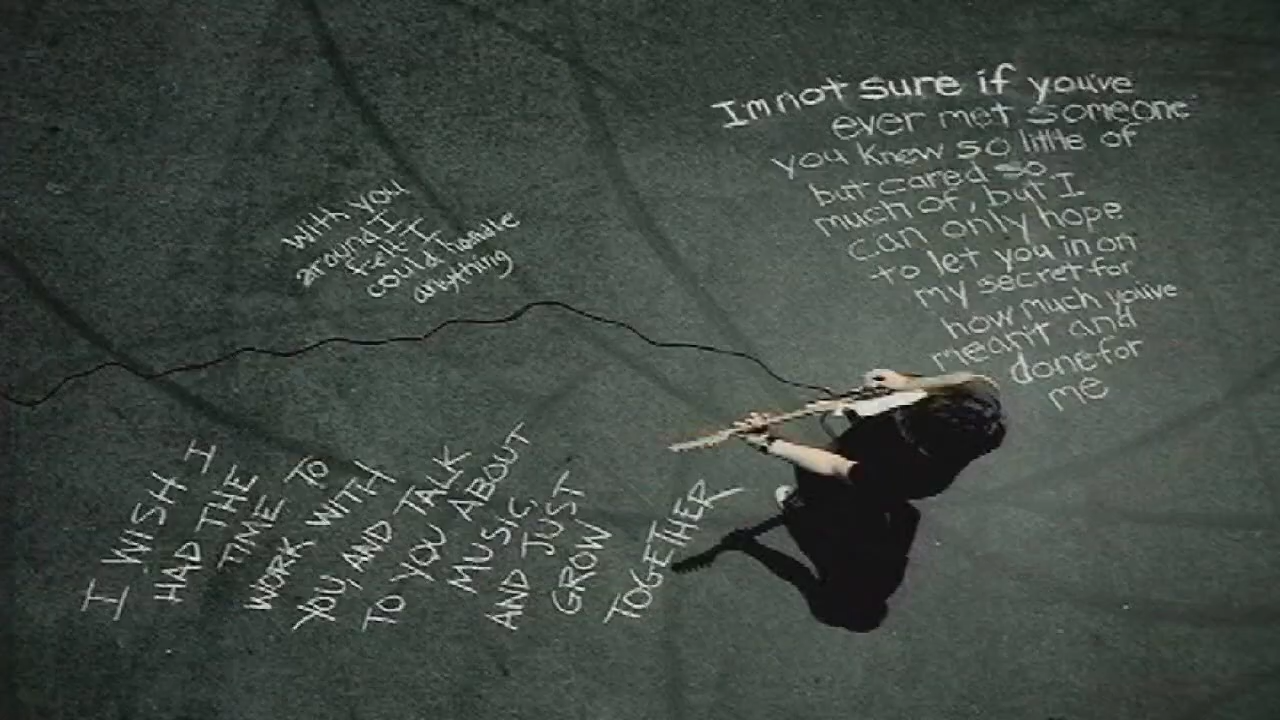 With you
around I
felt I
could handle
anything
Imnot sure if you've
ever met someone
you knew so little of
but cared so
much of, but I
can only hope
to let you in on
my secret for
how much you've
meant and
done for
me
I WISH I
HAD THE
TIME TO
WORK WITH
YOU, AND TALK
TO YOU ABOUT
MUSIC,
AND JUST
GROW
TOGETHER